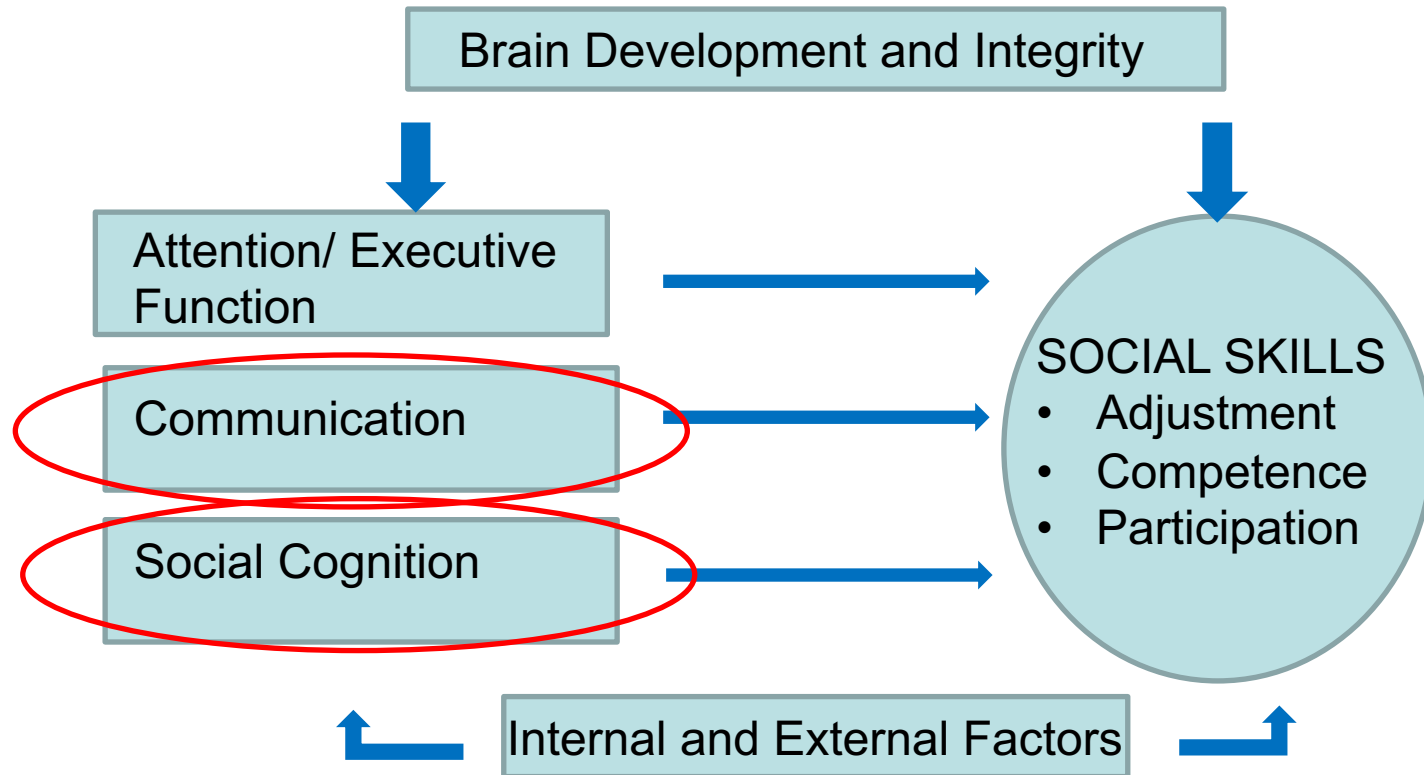 Brain Development and Integrity
Attention/ Executive
Function
Communication
Social Cognition
SOCIAL SKILLS
• Adjustment
• Competence
• Participation
Internal and External Factors